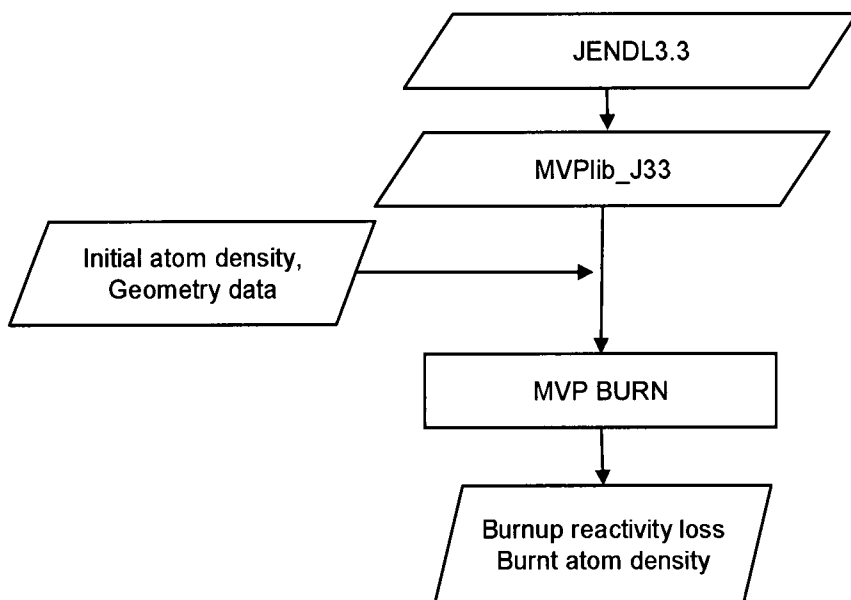 JENDL3.3
MVPlib_J33
Initial atom density,
Geometry data
MVP BURN
Burnup reactivity loss
Burnt atom density